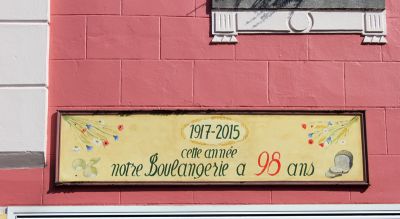 1917-2015
cette année
notre Boulangerie a 98 ans